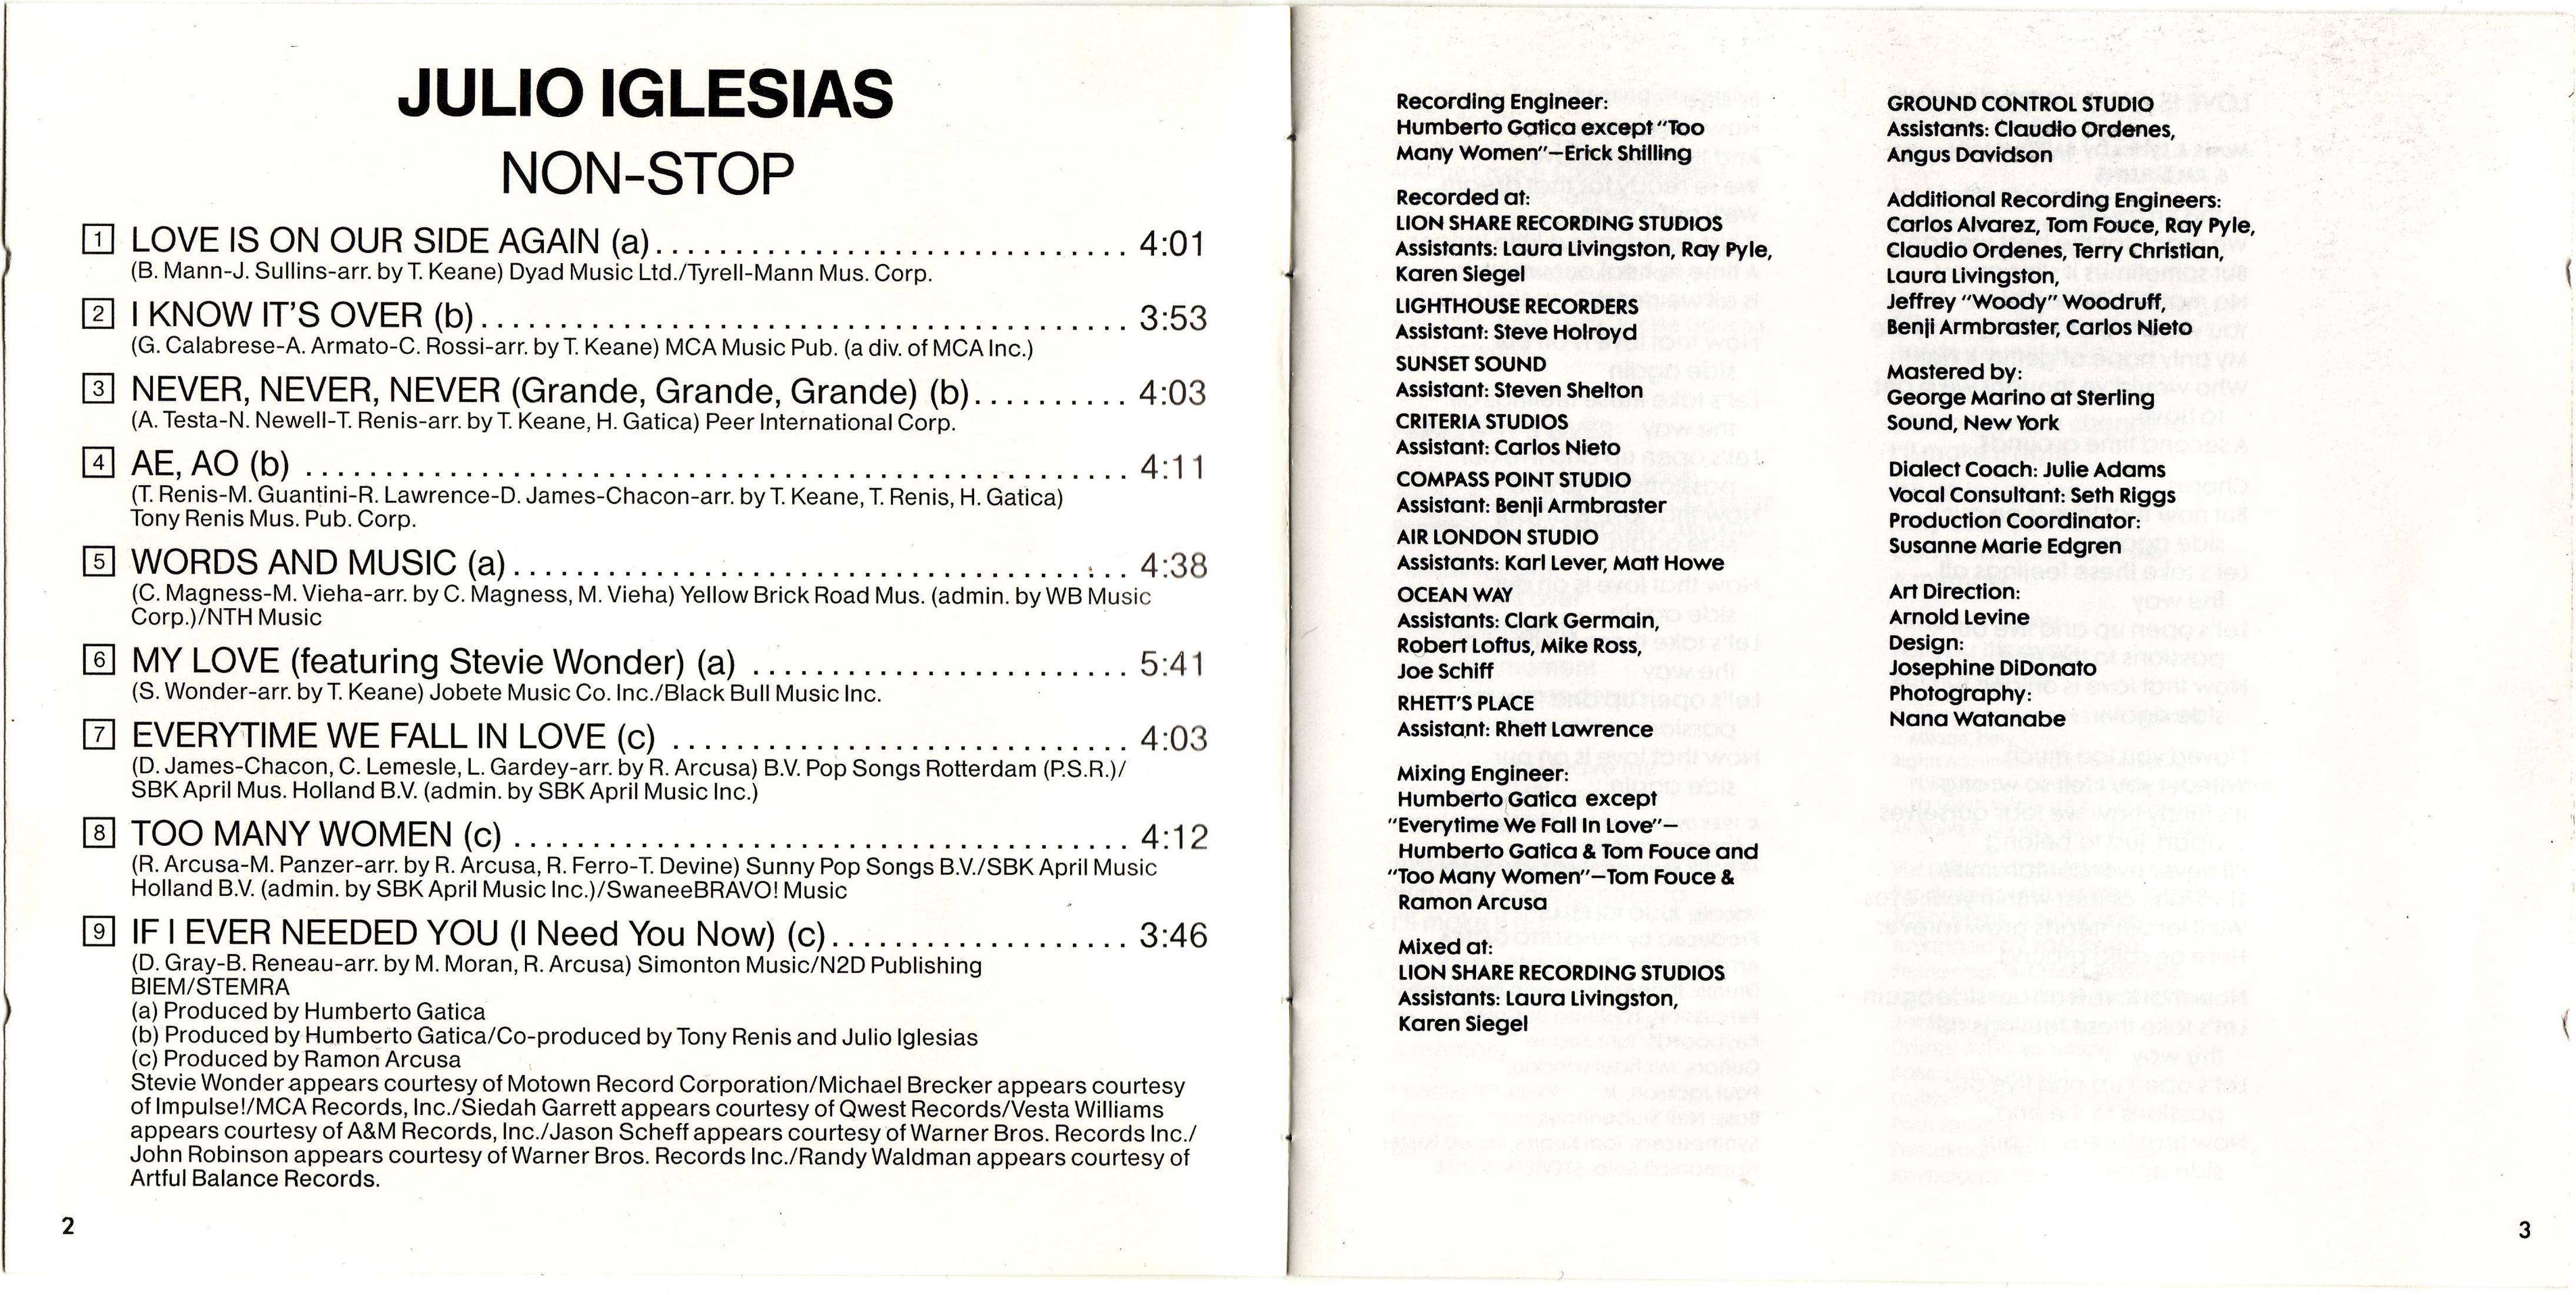 JULIO IGLESIAS
NON-STOP
1 LOVE IS ON OUR SIDE AGAIN (a).............................. 4:01
(B. Mann-J. Sullins-arr. by T. Keane) Dyad Music Ltd./Tyrell-Mann Mus. Corp.
2 I KNOW IT'S OVER (b)......................................... 3:53
(G. Calabrese-A. Armato-C. Rossi-arr. by T. Keane) MCA Music Pub. (a div. of MCA Inc.)
3 NEVER, NEVER, NEVER (Grande, Grande, Grande) (b).......... 4:03
(A. Testa-N. Newell-T. Renis-arr. by T. Keane, H. Gatica) Peer International Corp.
4 AE, AO (b) .................................................... 4:11
(T. Renis-M. Guantini-R. Lawrence-D. James-Chacon-arr. by T. Keane, T. Renis, H. Gatica)
Tony Renis Mus. Pub. Corp.
5 WORDS AND MUSIC (a)....................................... 4:38
(C. Magness-M. Vieha-arr. by C. Magness, M. Vieha) Yellow Brick Road Mus. (admin. by WB Music
Corp.)/NTH Music
6 MY LOVE (featuring Stevie Wonder) (a) ........................ 5:41
(S. Wonder-arr. by T. Keane) Jobete Music Co. Inc./Black Bull Music Inc.
7 EVERYTIME WE FALL IN LOVE (c) ............................. 4:03
(D. James-Chacon, C. Lemesle, L. Gardey-arr. by R. Arcusa) B.V. Pop Songs Rotterdam (P.S.R.)/
SBK April Mus. Holland B.V. (admin. by SBK April Music Inc.)
8 TOO MANY WOMEN (c) ....................................... 4:12
(R. Arcusa-M. Panzer-arr. by R. Arcusa, R. Ferro-T. Devine) Sunny Pop Songs B.V./SBK April Music
Holland B.V. (admin. by SBK April Music Inc.)/SwaneeBRAVO! Music
9 IF I EVER NEEDED YOU (I Need You Now) (c)................... 3:46
(D. Gray-B. Reneau-arr. by M. Moran, R. Arcusa) Simonton Music/N2D Publishing
BIEM/STEMRA
(a) Produced by Humberto Gatica
(b) Produced by Humberto Gatica/Co-produced by Tony Renis and Julio Iglesias
(c) Produced by Ramon Arcusa
Stevie Wonder appears courtesy of Motown Record Corporation/Michael Brecker appears courtesy
of Impulse!/MCA Records, Inc./Siedah Garrett appears courtesy of Qwest Records/Vesta Williams
appears courtesy of A&M Records, Inc./Jason Scheff appears courtesy of Warner Bros. Records Inc./
John Robinson appears courtesy of Warner Bros. Records Inc./Randy Waldman appears courtesy of
Artful Balance Records.
2
Recording Engineer:
Humberto Gatica except "Too
Many Women"—Erick Shilling
Recorded at:
LION SHARE RECORDING STUDIOS
Assistants: Laura Livingston, Ray Pyle,
Karen Siegel
LIGHTHOUSE RECORDERS
Assistant: Steve Holroyd
SUNSET SOUND
Assistant: Steven Shelton
CRITERIA STUDIOS
Assistant: Carlos Nieto
COMPASS POINT STUDIO
Assistant: Benji Armbraster
AIR LONDON STUDIO
Assistants: Karl Lever, Matt Howe
OCEAN WAY
Assistants: Clark Germain,
Robert Loftus, Mike Ross,
Joe Schiff
RHETT'S PLACE
Assistant: Rhett Lawrence
Mixing Engineer:
Humberto Gatica except
"Everytime We Fall In Love"—
Humberto Gatica & Tom Fouce and
"Too Many Women"—Tom Fouce &
Ramon Arcusa
Mixed at:
LION SHARE RECORDING STUDIOS
Assistants: Laura Livingston,
Karen Siegel
GROUND CONTROL STUDIO
Assistants: Claudio Ordenes,
Angus Davidson
Additional Recording Engineers:
Carlos Alvarez, Tom Fouce, Ray Pyle,
Claudio Ordenes, Terry Christian,
Laura Livingston,
Jeffrey "Woody" Woodruff,
Benji Armbraster, Carlos Nieto
Mastered by:
George Marino at Sterling
Sound, New York
Dialect Coach: Julie Adams
Vocal Consultant: Seth Riggs
Production Coordinator:
Susanne Marie Edgren
Art Direction:
Arnold Levine
Design:
Josephine DiDonato
Photography:
Nana Watanabe
3